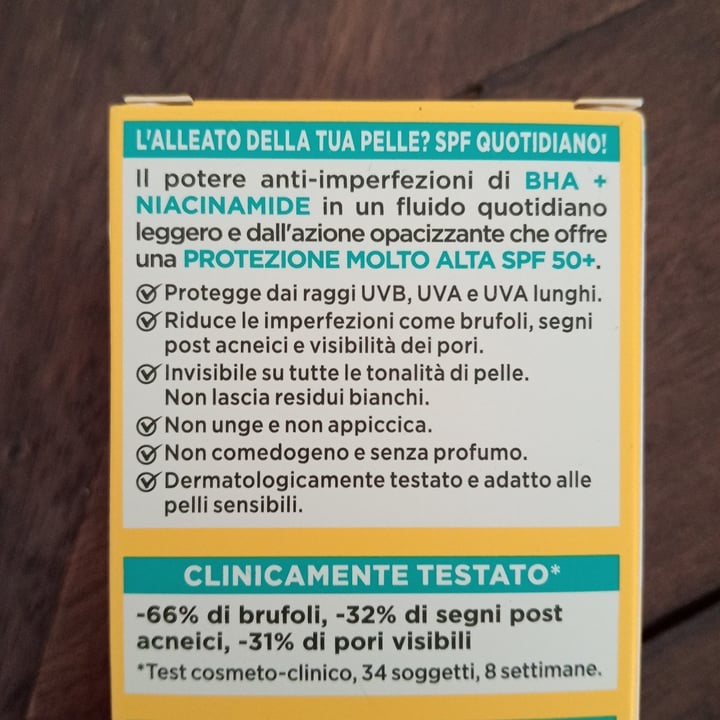 L'ALLEATO DELLA TUA PELLE? SPF QUOTIDIANO!
Il potere anti-imperfezioni di BHA +
NIACINAMIDE in un fluido quotidiano
leggero e dall'azione opacizzante che offre
una PROTEZIONE MOLTO ALTA SPF 50+.
Protegge dai raggi UVB, UVA e UVA lunghi.
Riduce le imperfezioni come brufoli, segni
post acneici e visibilità dei pori.
Invisibile su tutte le tonalità di pelle.
Non lascia residui bianchi.
Non unge e non appiccica.
Non comedogeno e senza profumo.
Dermatologicamente testato e adatto alle
pelli sensibili.
CLINICAMENTE TESTATO*
-66% di brufoli, -32% di segni post
acneici, -31% di pori visibili
*Test cosmeto-clinico, 34 soggetti, 8 settimane.